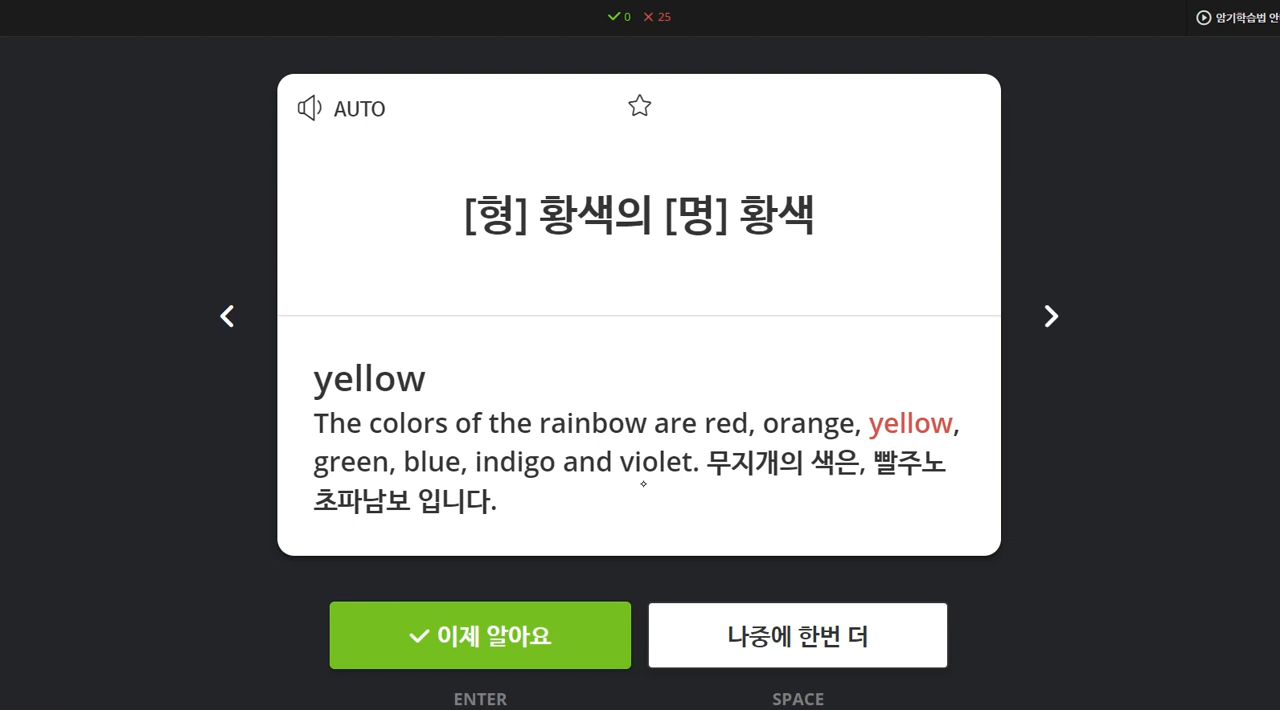 0 25
암기학습법 안
AUTO
[형] 황색의 [명] 황색
yellow
The colors of the rainbow are red, orange, yellow,
green, blue, indigo and violet. 무지개의 색은, 빨주노
초파남보 입니다.
이제 알아요 나중에 한번 더
ENTER SPACE